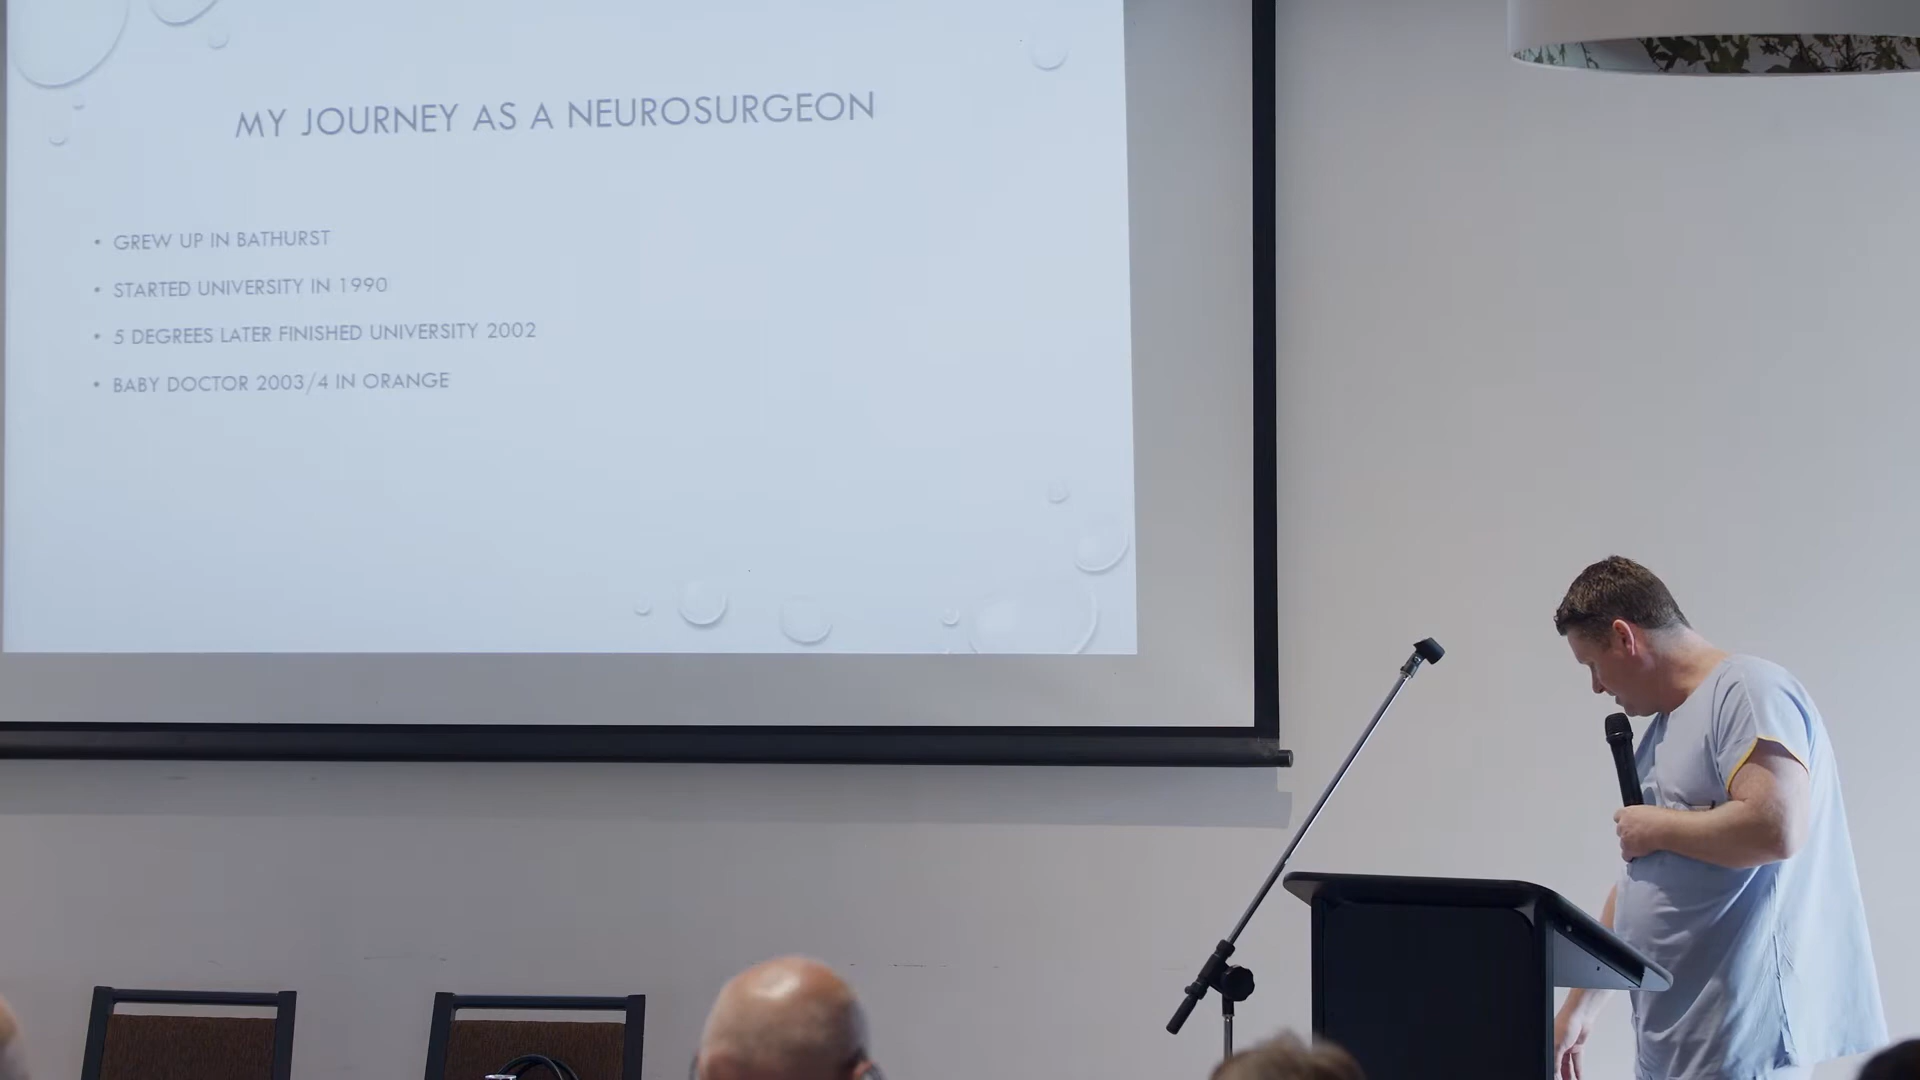 MY JOURNEY AS A NEUROSURGEON
• GREW UP IN BATHURST
• STARTED UNIVERSITY IN 1990
• 5 DEGREES LATER FINISHED UNIVERSITY 2002
• BABY DOCTOR 2003/4 IN ORANGE